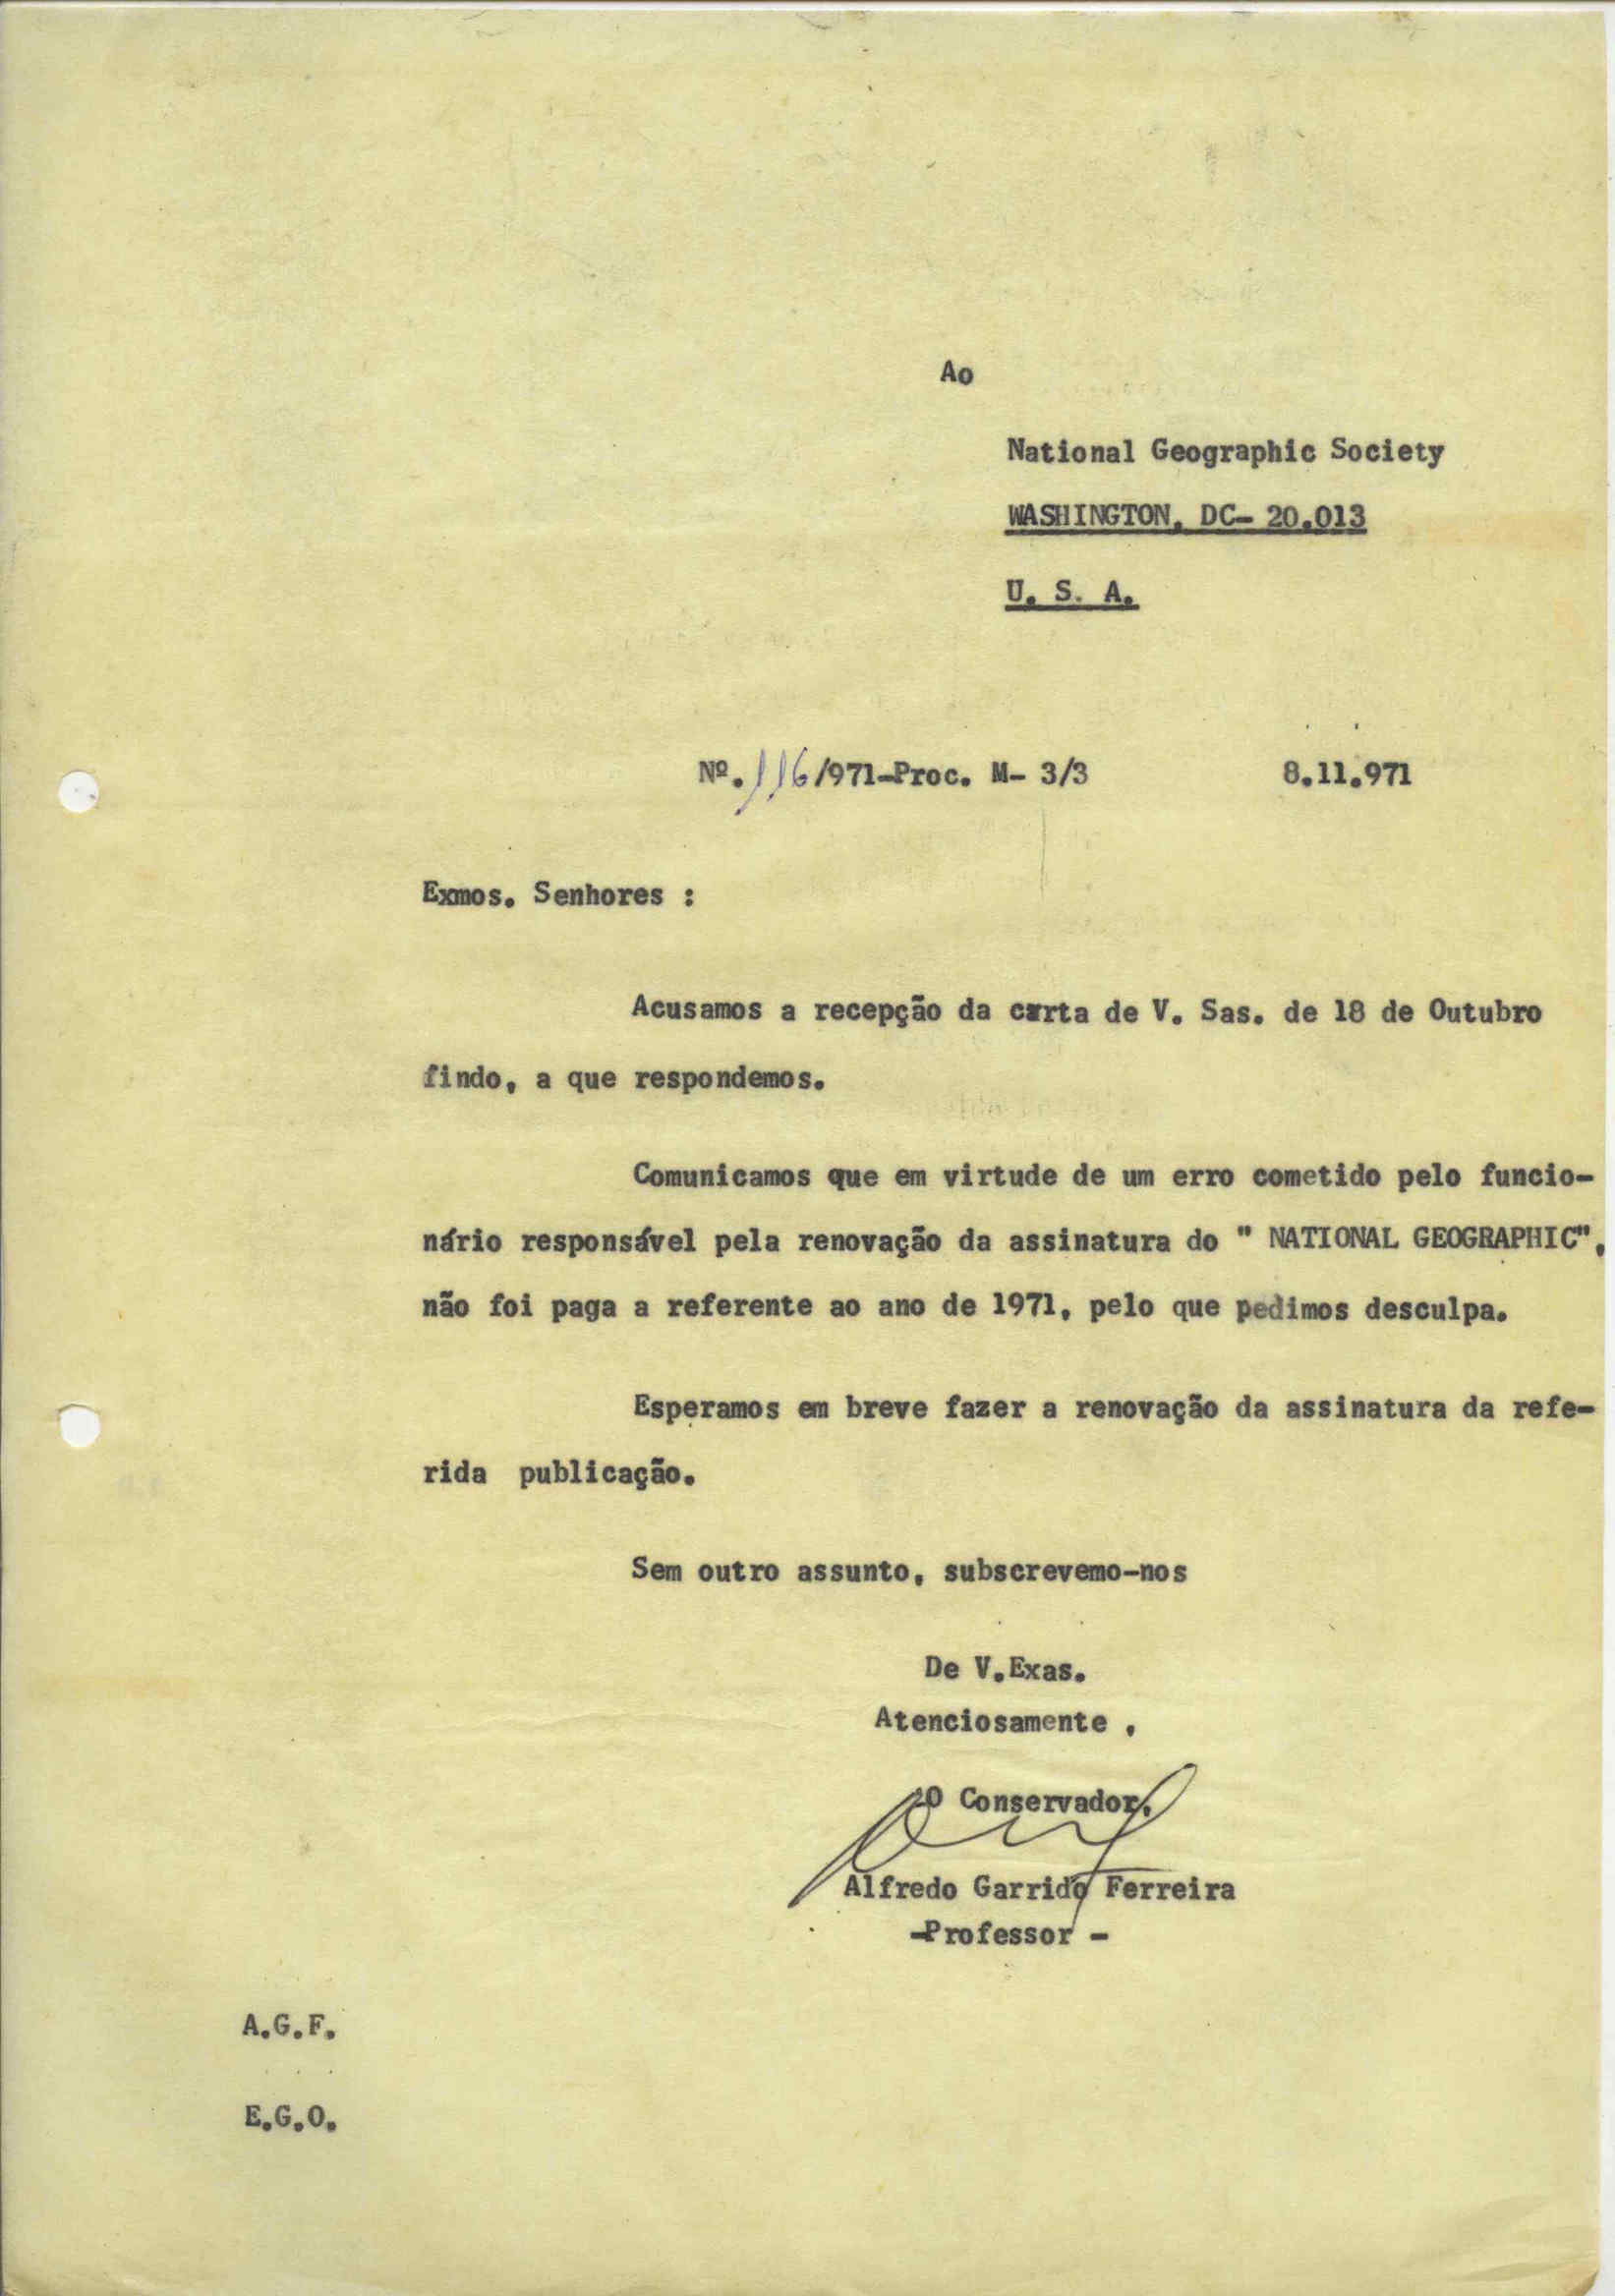 Ao
National Geographic Society
WASHINGTON, DC- 20.013
U. S. A.
Nº.116/971-Proc. M- 3/3 8.11.971
Exmos. Senhores :
Acusamos a recepção da carta de V. Sas. de 18 de Outubro
findo, a que respondemos.
Comunicamos que em virtude de um erro cometido pelo funcio-
nário responsável pela renovação da assinatura do " NATIONAL GEOGRAPHIC",
não foi paga a referente ao ano de 1971, pelo que pedimos desculpa.
Esperamos em breve fazer a renovação da assinatura da refe-
rida publicação.
Sem outro assunto, subscrevemo-nos
De V.Exas.
Atenciosamente ,
O Conservador,
Alfredo Garrido Ferreira
-Professor -
A.G.F.
E.G.O.